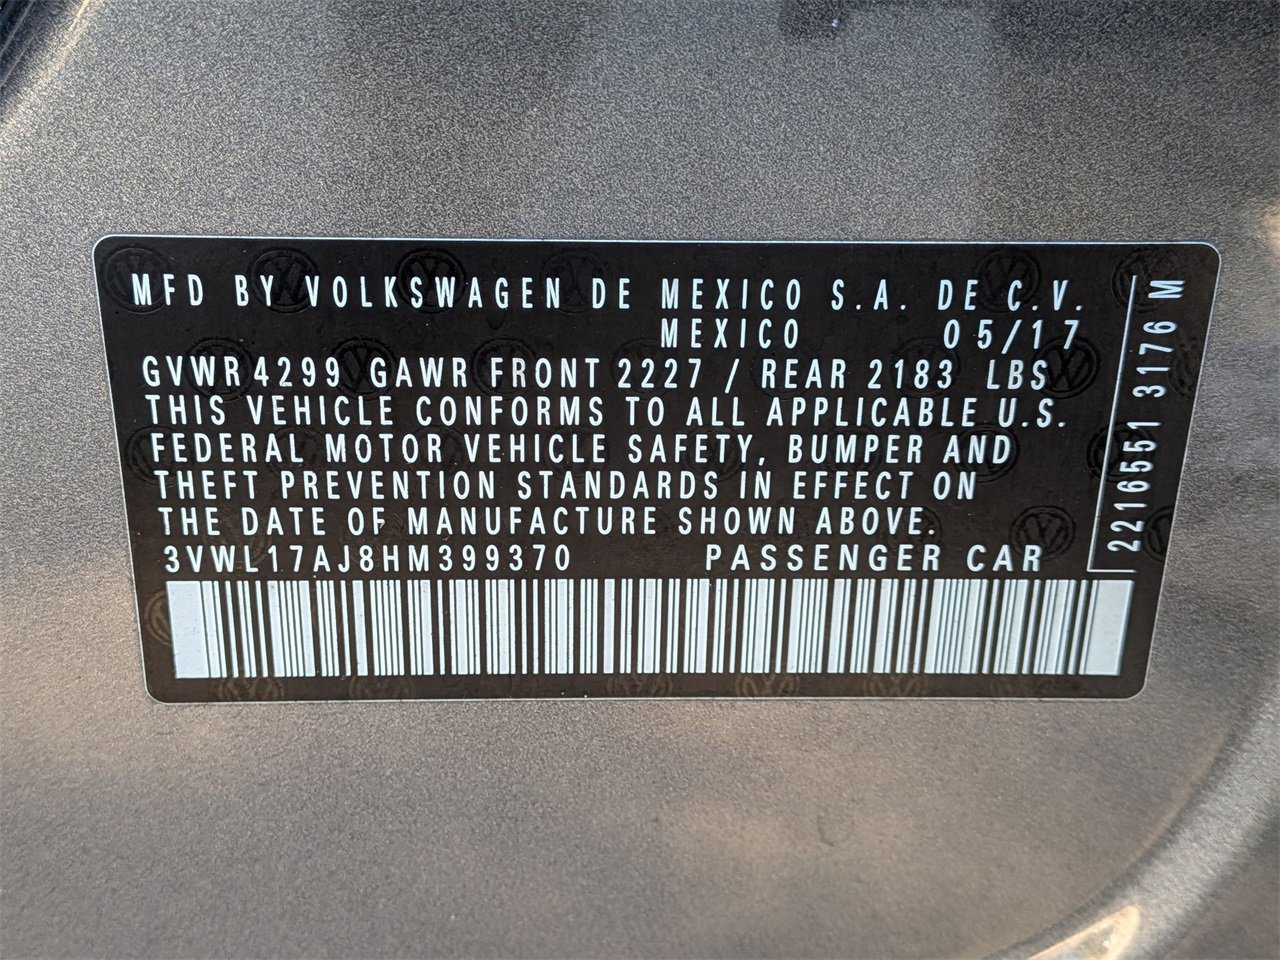 MFD BY VOLKSWAGEN DE MEXICO S.A. DE C.V.
MEXICO 05/17
GVWR 4299 GAWR FRONT 2227 / REAR 2183 LBS
THIS VEHICLE CONFORMS TO ALL APPLICABLE U.S.
FEDERAL MOTOR VEHICLE SAFETY, BUMPER AND
THEFT PREVENTION STANDARDS IN EFFECT ON
THE DATE OF MANUFACTURE SHOWN ABOVE.
3VWL17AJ8HM399370 PASSENGER CAR
2216551 3176 M